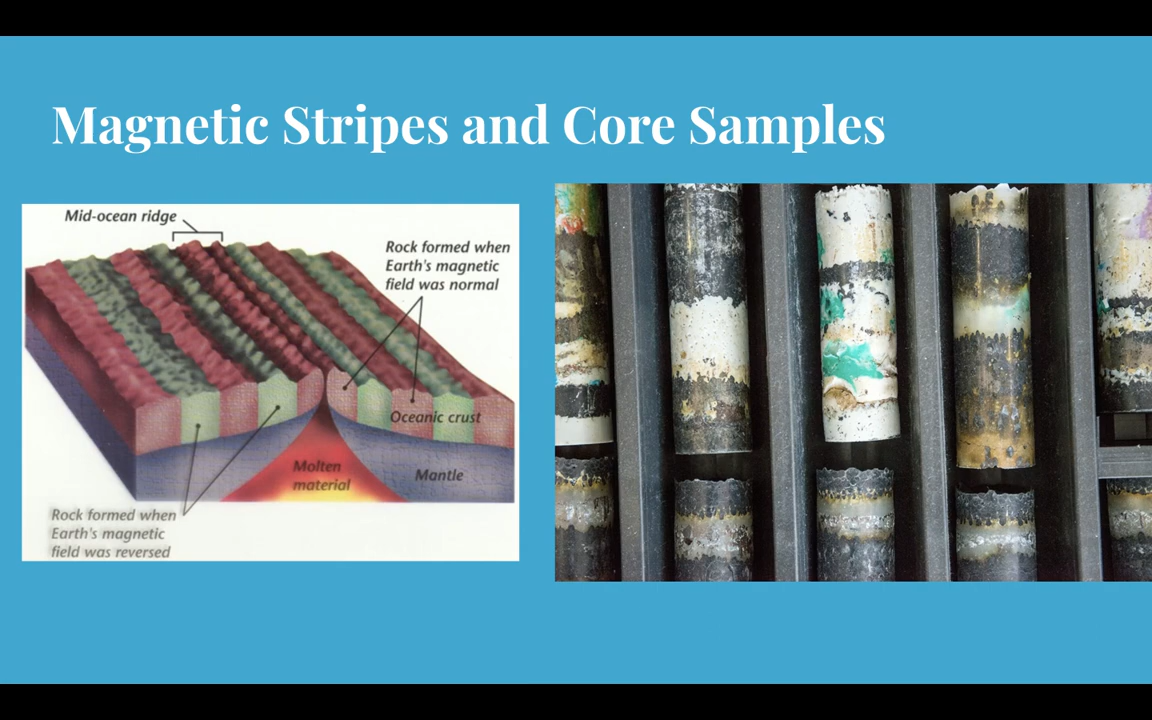 Magnetic Stripes and Core Samples
Mid-ocean ridge
Rock formed when
Earth's magnetic
field was normal
Oceanic crust
Molten
material
Mantle
Rock formed when
Earth's magnetic
field was reversed